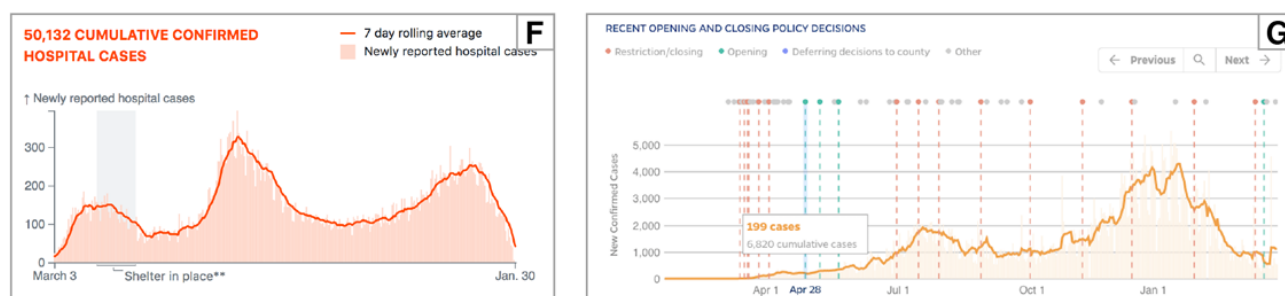 F
50,132 CUMULATIVE CONFIRMED
HOSPITAL CASES
7 day rolling average
Newly reported hospital cases
↑ Newly reported hospital cases
300
200
100
0
March 3
Shelter in place**
Jan. 30
G
RECENT OPENING AND CLOSING POLICY DECISIONS
Restriction/closing
Opening
Deferring decisions to county
Other
← Previous
Next →
New Confirmed Cases
5,000
4,000
3,000
2,000
1,000
0
199 cases
6,820 cumulative cases
Apr 1
Apr 28
Jul 1
Oct 1
Jan 1